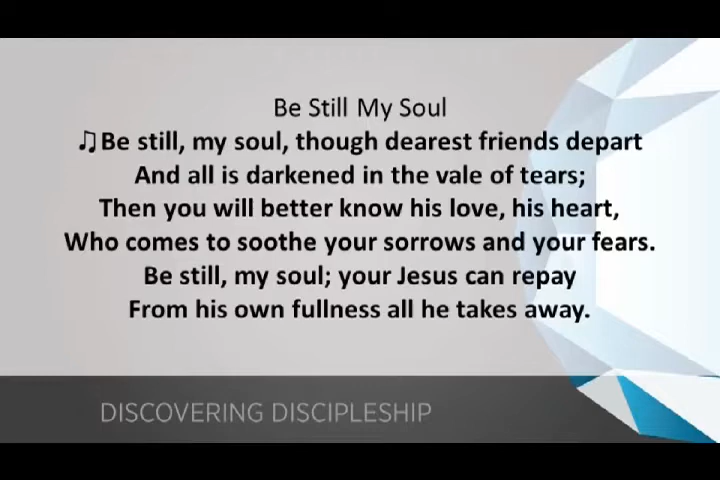 Be Still My Soul
♫Be still, my soul, though dearest friends depart
And all is darkened in the vale of tears;
Then you will better know his love, his heart,
Who comes to soothe your sorrows and your fears.
Be still, my soul; your Jesus can repay
From his own fullness all he takes away.
DISCOVERING DISCIPLESHIP